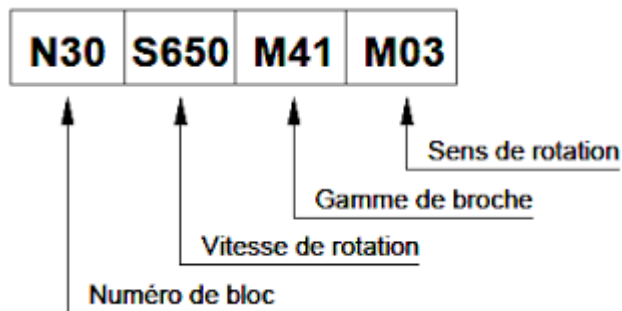 N30 S650 M41 M03
Sens de rotation
Gamme de broche
Vitesse de rotation
Numéro de bloc